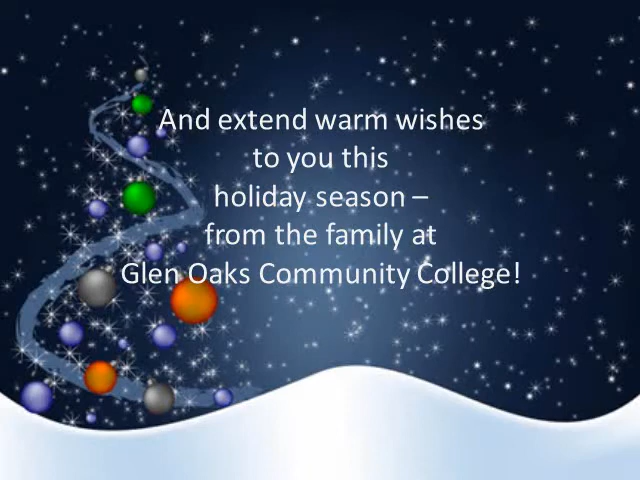 And extend warm wishes
to you this
holiday season –
from the family at
Glen Oaks Community College!